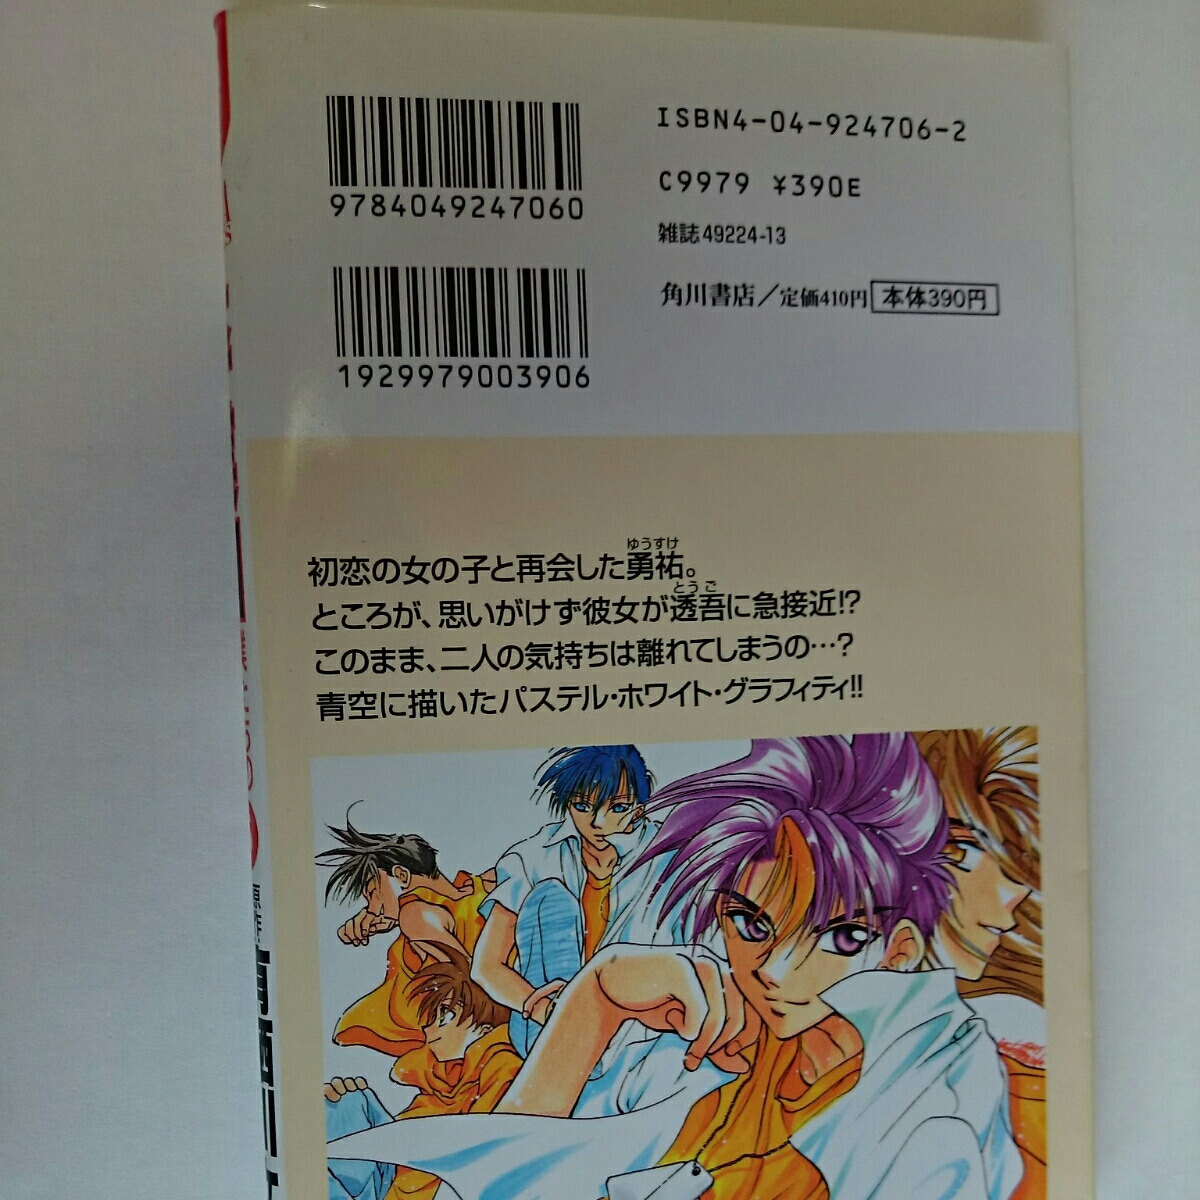 9784049247060
ISBN4-04-924706-2
C9979 ¥390E
雑誌49224-13
1929979003906
角川書店/定価410円 本体390円
ゆうすけ
初恋の女の子と再会した勇祐。
とうご
ところが、思いがけず彼女が透吾に急接近!?
このまま、二人の気持ちは離れてしまうの…?
青空に描いたパステル・ホワイト・グラフィティ!!